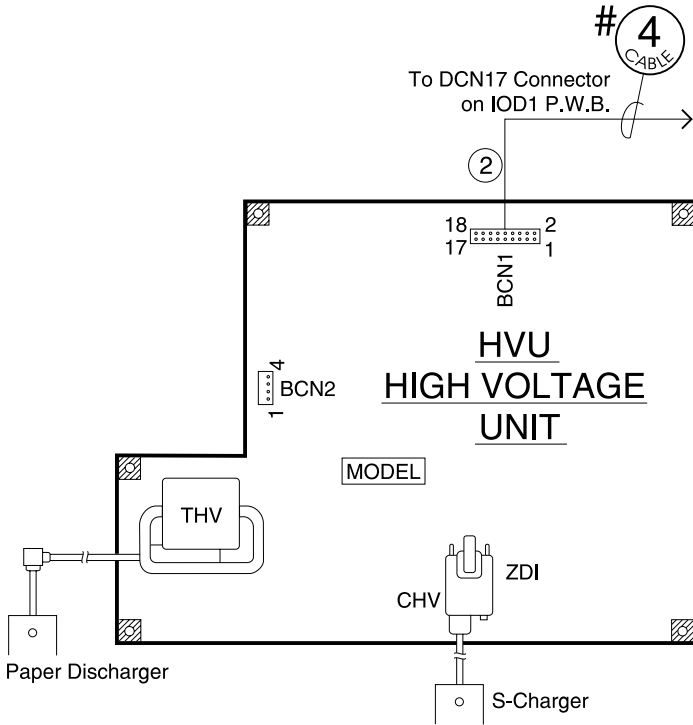 # 4
CABLE
To DCN17 Connector
on IOD1 P.W.B.
2
18 2
17 1
BCN1
HVU
HIGH VOLTAGE
UNIT
4
BCN2
1
MODEL
THV
ZDI
CHV
Paper Discharger
S-Charger